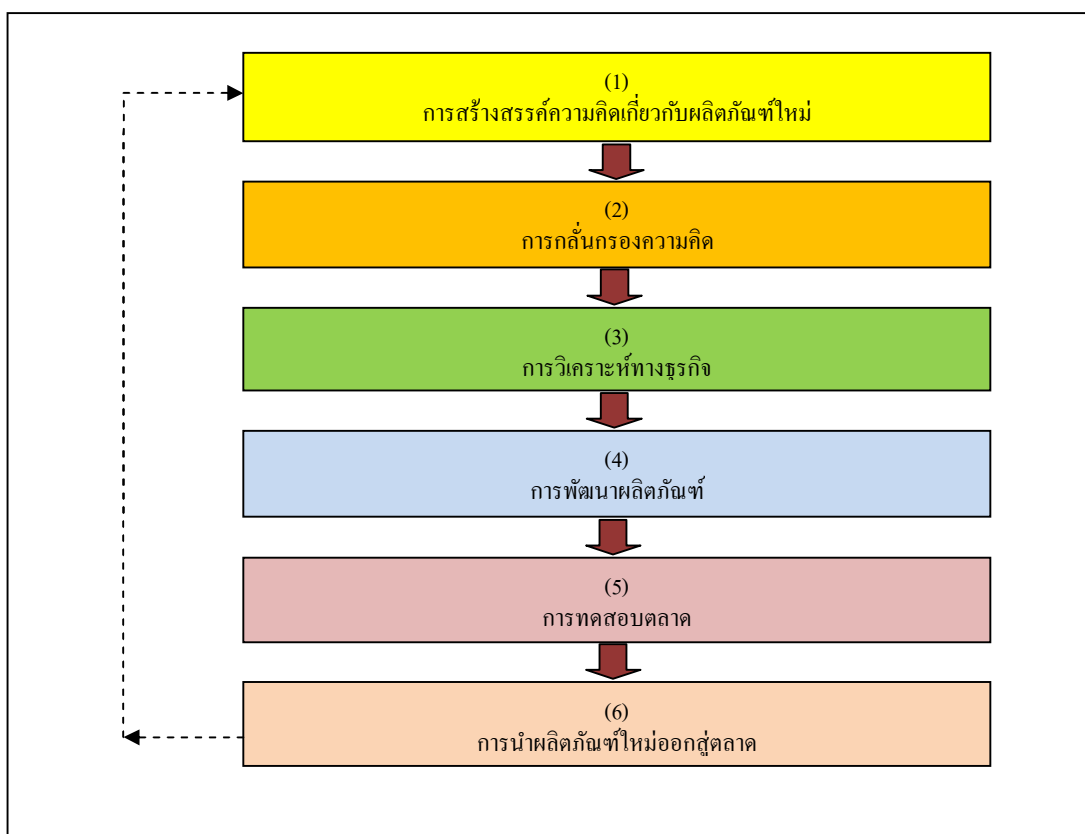 (1)
การสร้างสรรค์ความคิดเกี่ยวกับผลิตภัณฑ์ใหม่
(2)
การกลั่นกรองความคิด
(3)
การวิเคราะห์ทางธุรกิจ
(4)
การพัฒนาผลิตภัณฑ์
(5)
การทดสอบตลาด
(6)
การนำผลิตภัณฑ์ใหม่ออกสู่ตลาด